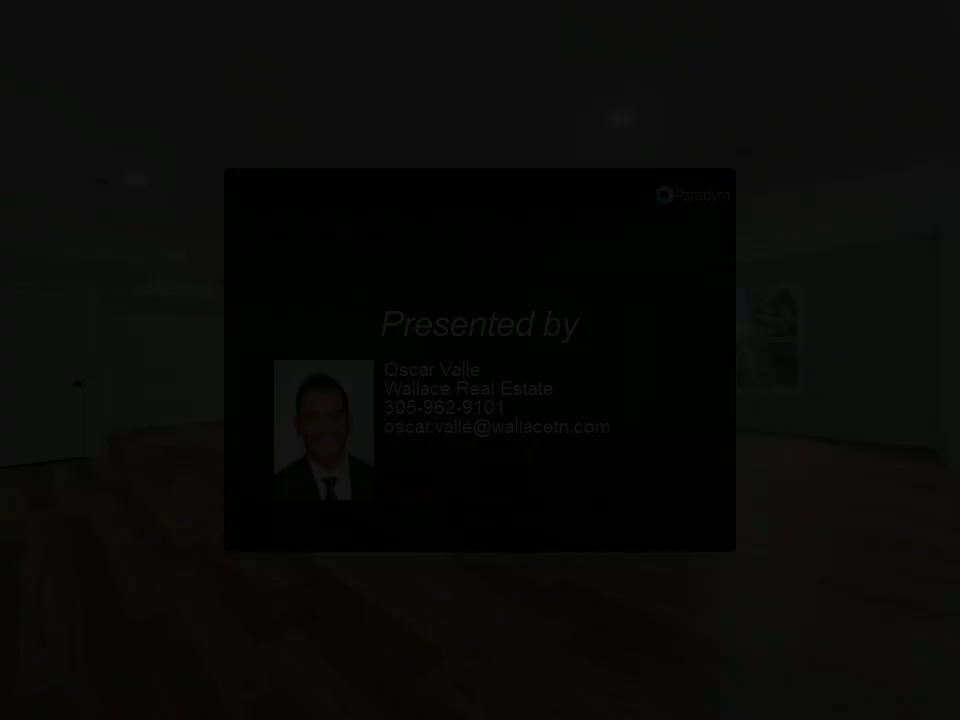 Paradym
Presented by
Oscar Valle
Wallace Real Estate
305-962-9101
oscar.valle@wallacetn.com